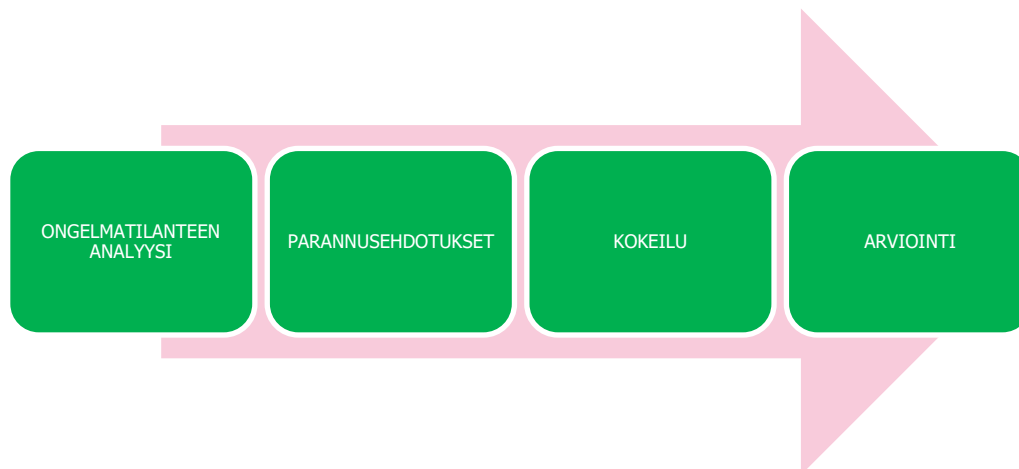 ONGELMATILANTEEN
ANALYYSI
PARANNUSEHDOTUKSET
KOKEILU
ARVIOINTI